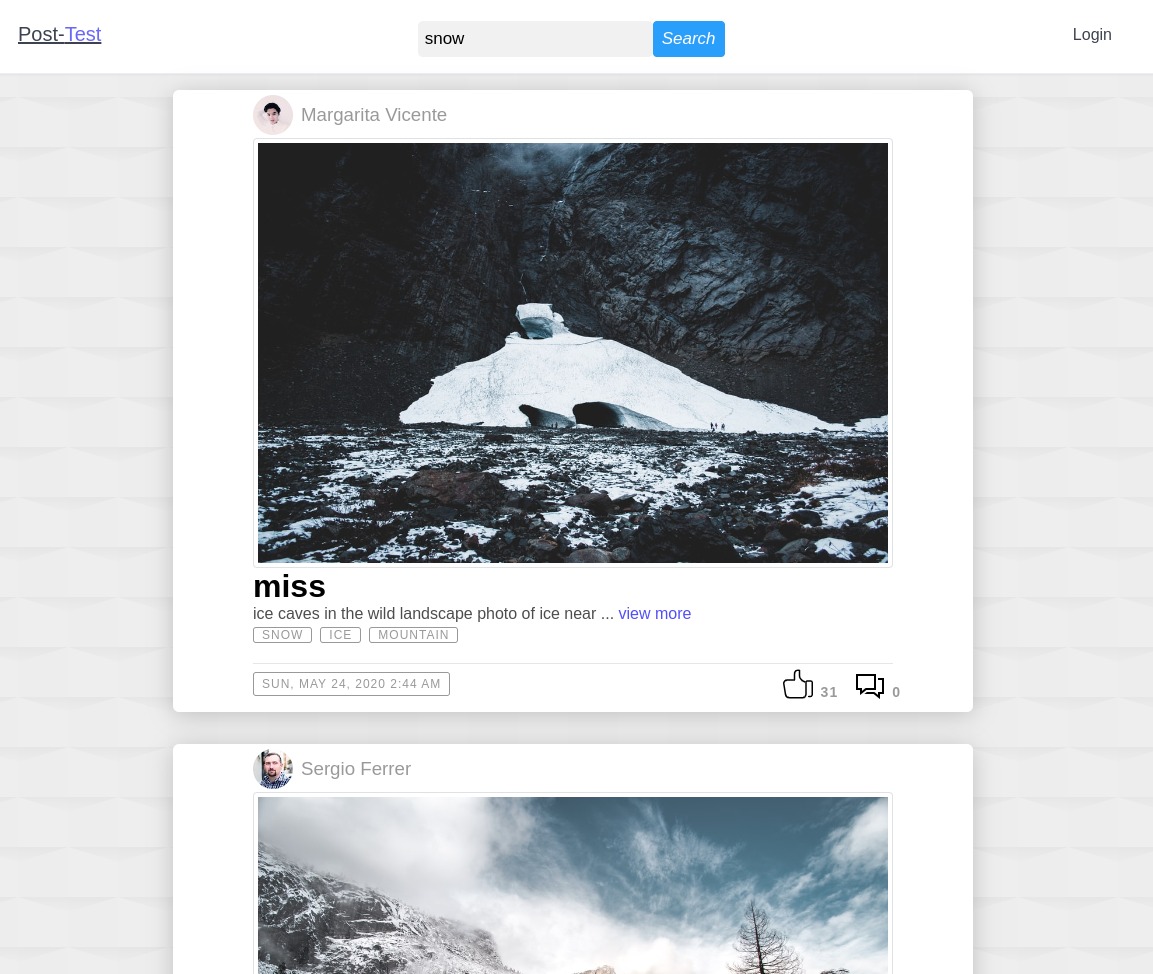 Post-Test
snow
Search
Login
Margarita Vicente
miss
ice caves in the wild landscape photo of ice near ... view more
SNOW ICE MOUNTAIN
SUN, MAY 24, 2020 2:44 AM
31
0
Sergio Ferrer